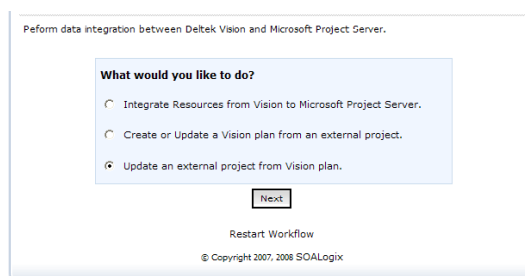 Peform data integration between Deltek Vision and Microsoft Project Server.
What would you like to do?
Integrate Resources from Vision to Microsoft Project Server.
Create or Update a Vision plan from an external project.
Update an external project from Vision plan.
Next
Restart Workflow
© Copyright 2007, 2008 SOALogix